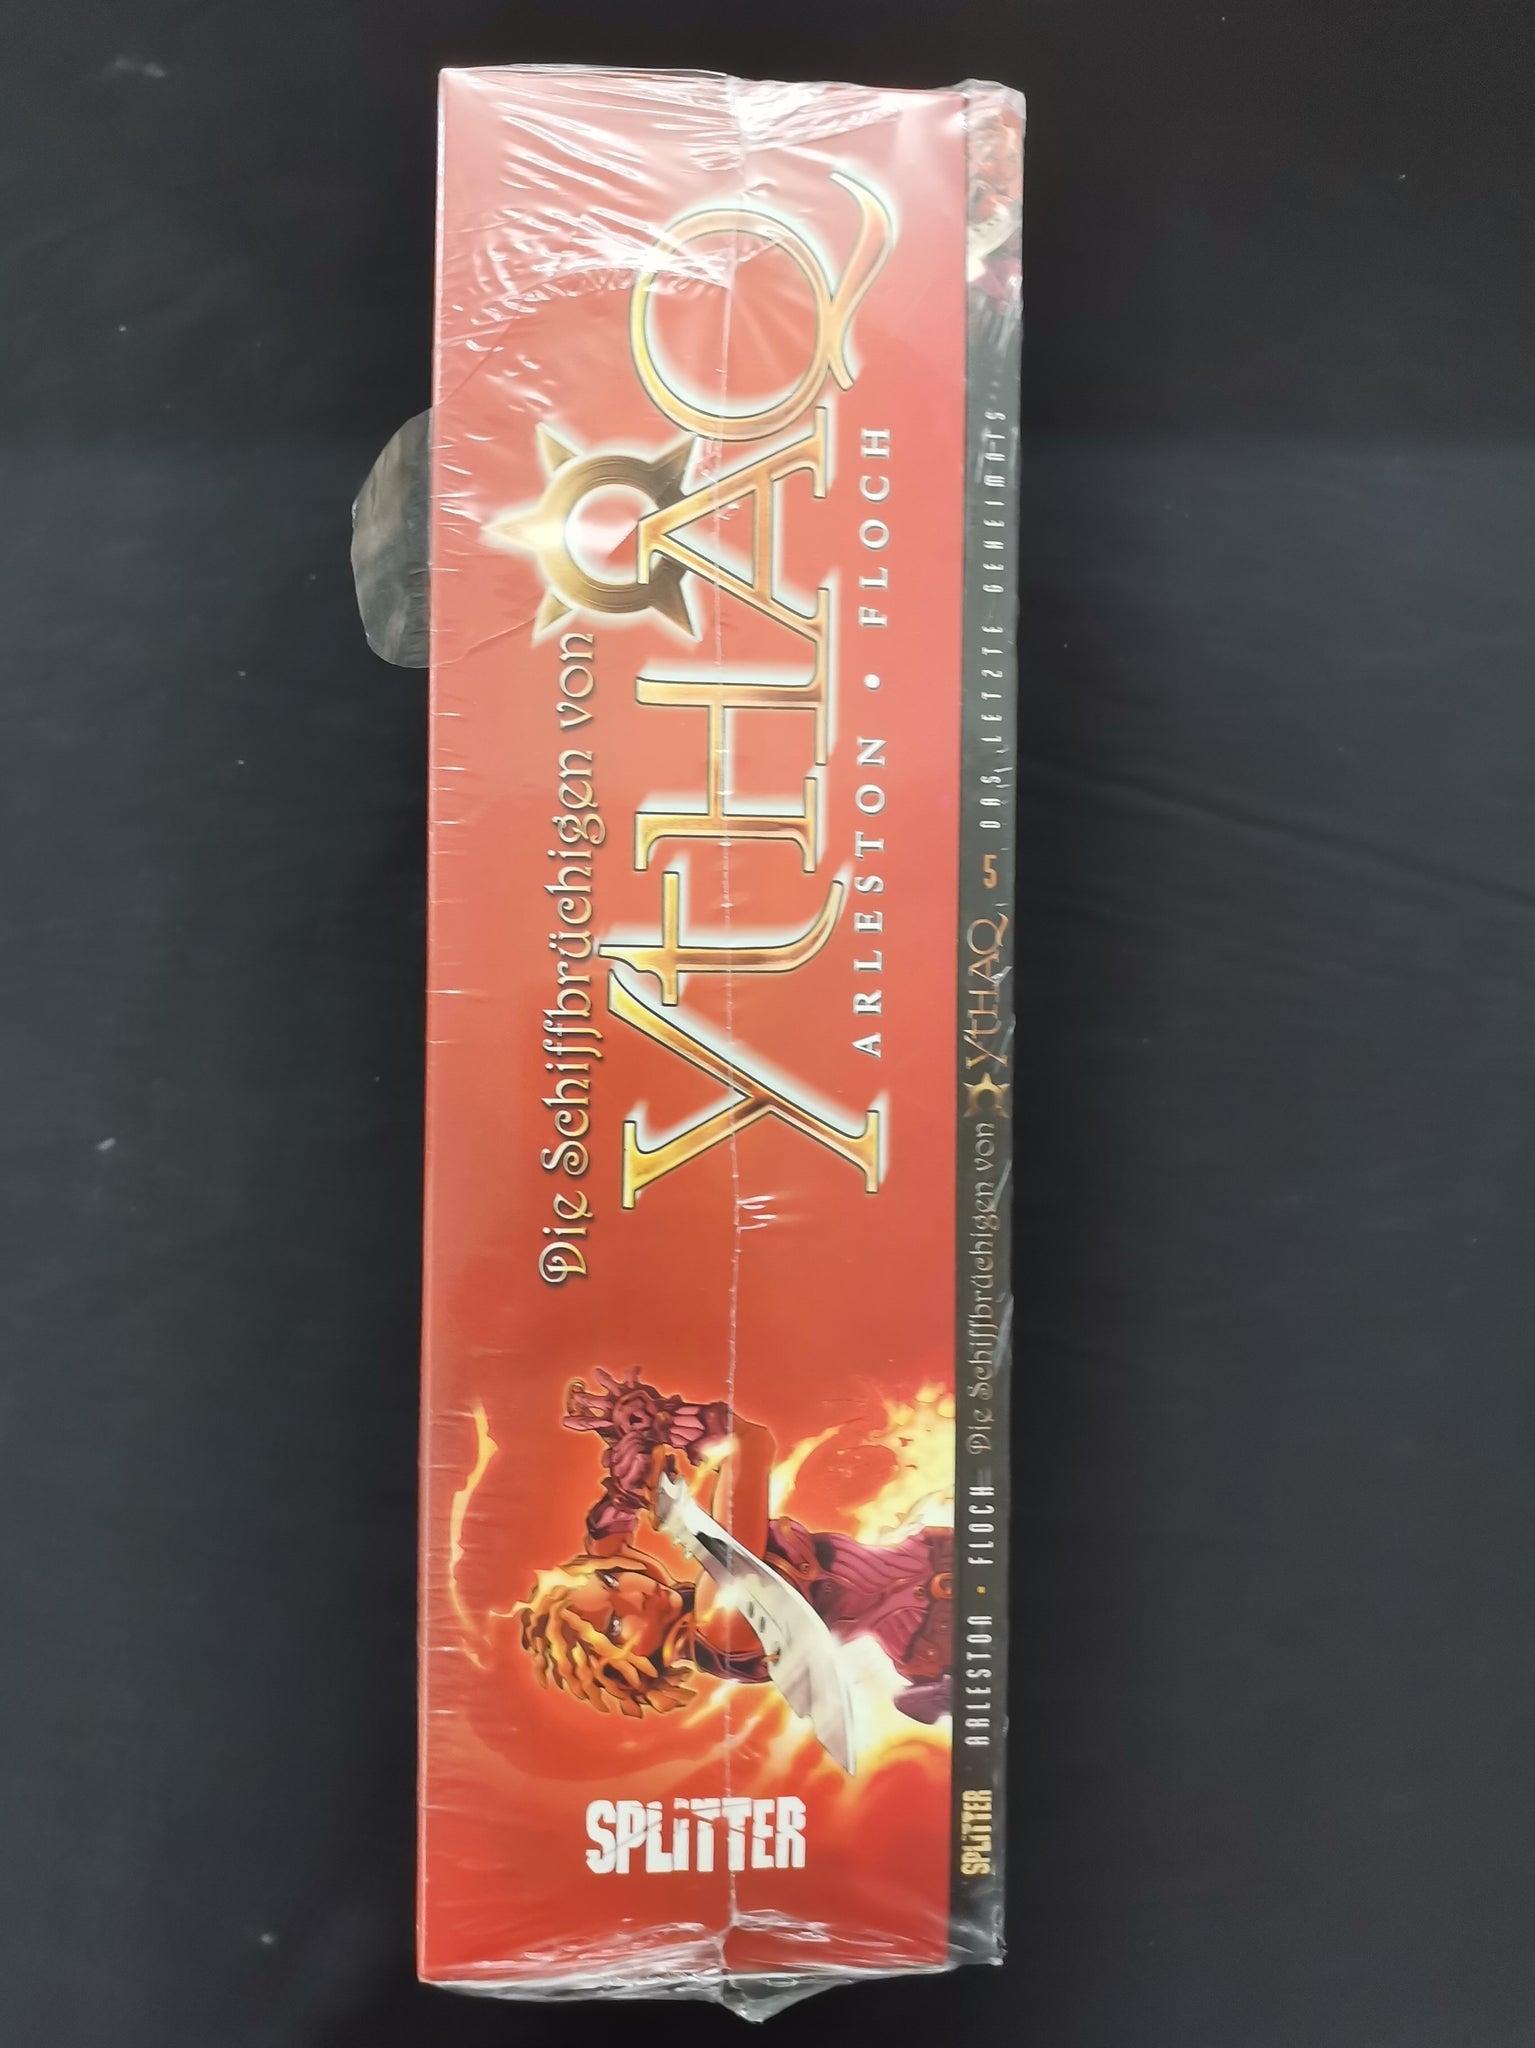 Die Schiffbrüchigen von
YTHAQ
ARLESTON • FLOCH
SPLITTER
SPLITTER ARLESTON • FLOCH Die Schiffbrüchigen von YTHAQ 5 DAS LETZTE GEHEIMNIS